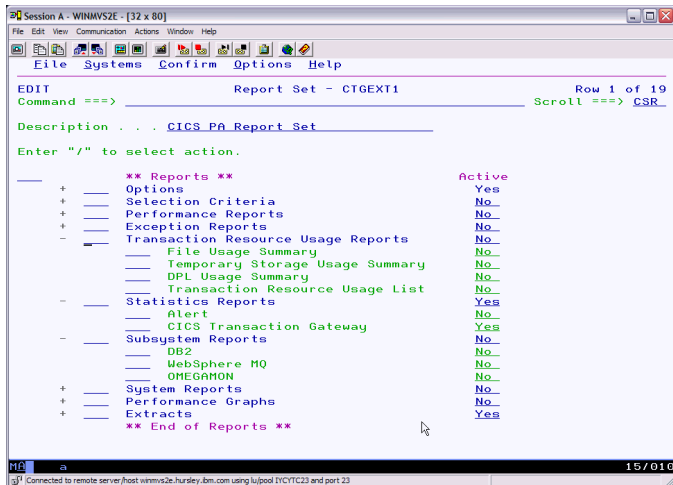 Session A - WINMVS2E - [32 x 80]
File Edit View Communication Actions Window Help
File Systems Confirm Options Help
EDIT Report Set - CTGEXT1 Row 1 of 19
Command ===> Scroll ===> CSR
Description . . . CICS PA Report Set
Enter "/" to select action.
** Reports ** Active
+ Options Yes
+ Selection Criteria No
+ Performance Reports No
+ Exception Reports No
- Transaction Resource Usage Reports No
File Usage Summary No
Temporary Storage Usage Summary No
DPL Usage Summary No
Transaction Resource Usage List No
- Statistics Reports Yes
Alert No
CICS Transaction Gateway Yes
- Subsystem Reports No
DB2 No
WebSphere MQ No
OMEGAMON No
+ System Reports No
+ Performance Graphs No
+ Extracts Yes
** End of Reports **
MA a 15/010
Connected to remote server/host winmvs2e.hursley.ibm.com using lu/pool IYCYTC23 and port 23